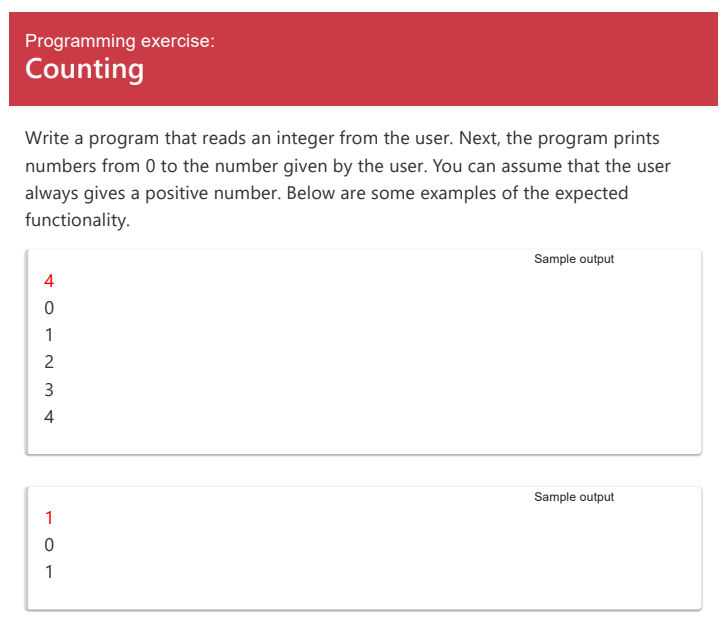 Programming exercise:
Counting
Write a program that reads an integer from the user. Next, the program prints
numbers from 0 to the number given by the user. You can assume that the user
always gives a positive number. Below are some examples of the expected
functionality.
Sample output
4
0
1
2
3
4
Sample output
1
0
1